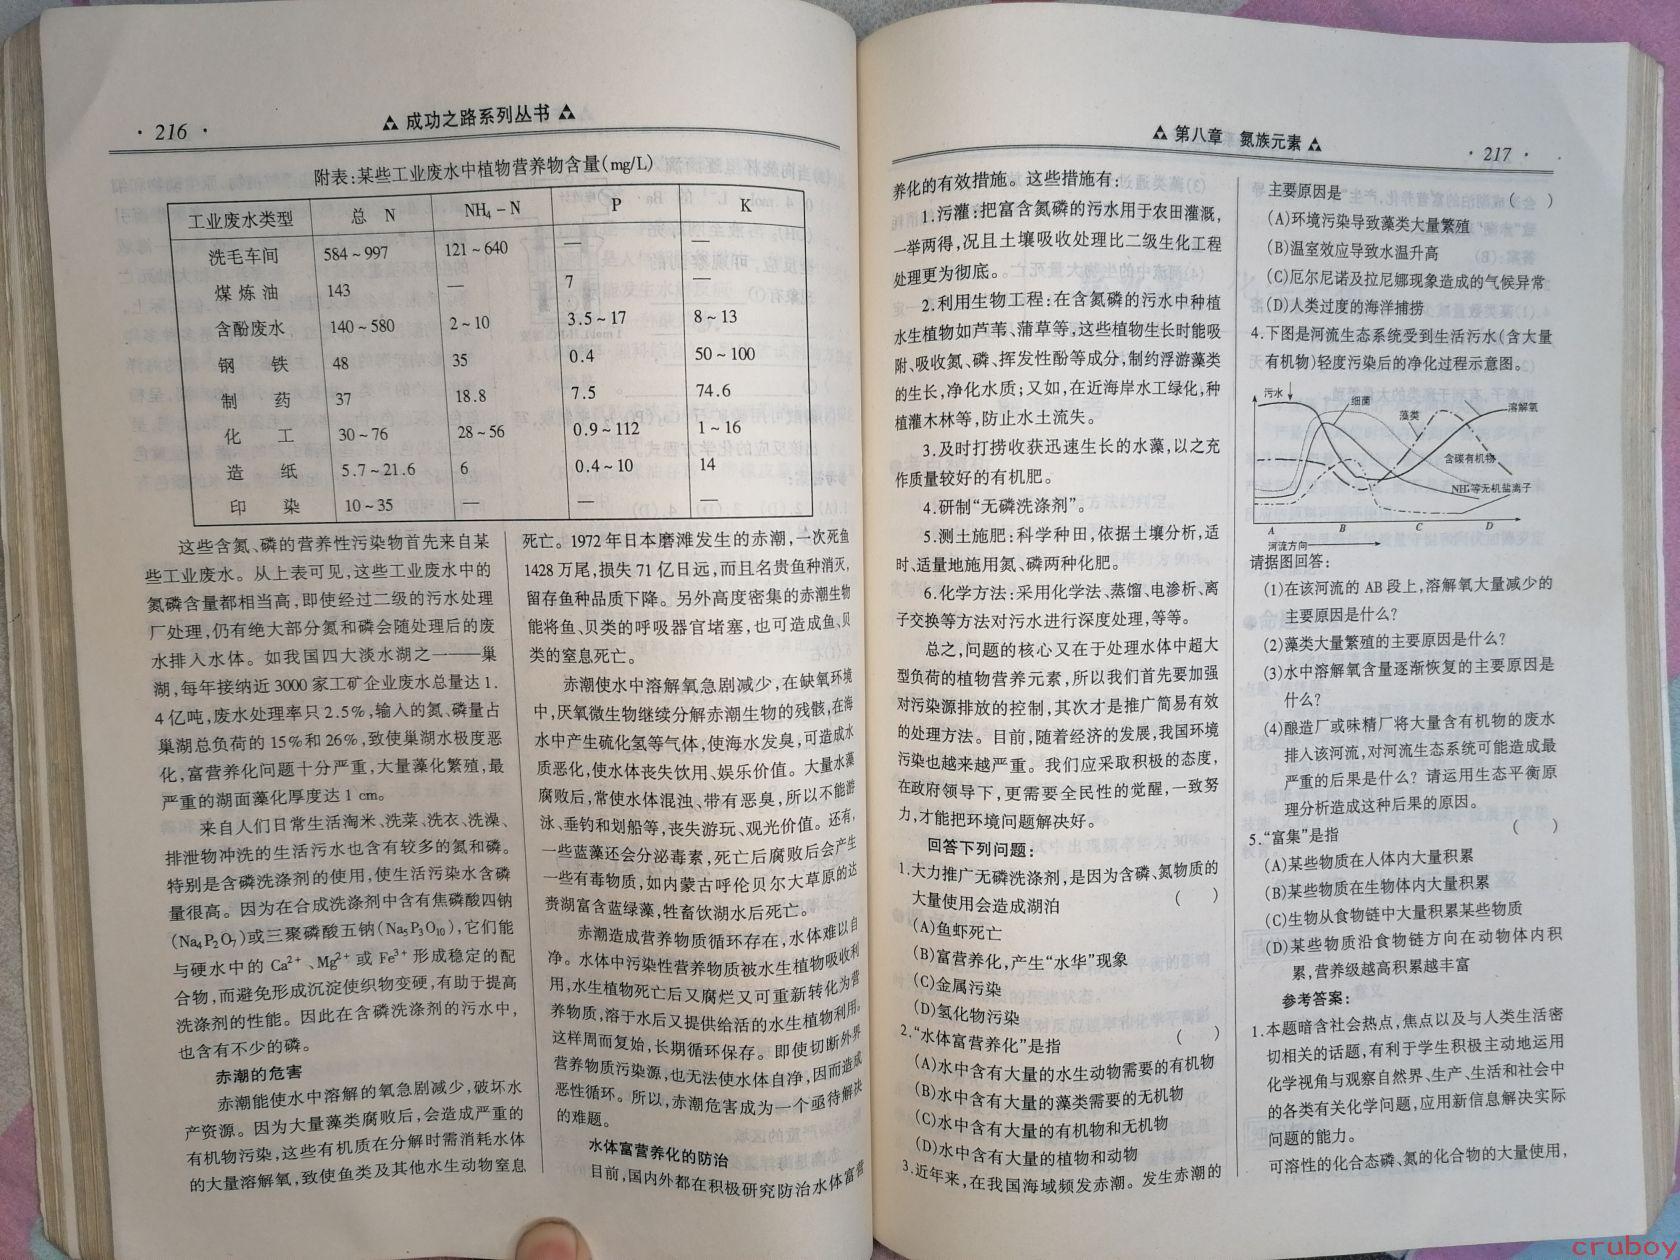 · 216 ·
成功之路系列丛书
附表:某些工业废水中植物营养物含量(mg/L)
工业废水类型 总 N NH₄-N P K
洗毛车间 584~997 121~640 — —
煤炼油 143 — 7 —
含酚废水 140~580 2~10 3.5~17 8~13
钢 铁 48 35 0.4 50~100
制 药 37 18.8 7.5 74.6
化 工 30~76 28~56 0.9~112 1~16
造 纸 5.7~21.6 6 0.4~10 14
印 染 10~35 — — —
这些含氮、磷的营养性污染物首先来自某
些工业废水。从上表可见,这些工业废水中的
氮磷含量都相当高,即使经过二级的污水处理
厂处理,仍有绝大部分氮和磷会随处理后的废
水排入水体。如我国四大淡水湖之一——巢
湖,每年接纳近3000家工矿企业废水总量达1.
4亿吨,废水处理率只2.5%,输入的氮、磷量占
巢湖总负荷的15%和26%,致使巢湖水极度恶
化,富营养化问题十分严重,大量藻化繁殖,最
严重的湖面藻化厚度达1 cm。
来自人们日常生活淘米、洗菜、洗衣、洗澡、
排泄物冲洗的生活污水也含有较多的氮和磷。
特别是含磷洗涤剂的使用,使生活污染水含磷
量很高。因为在合成洗涤剂中含有焦磷酸四钠
(Na₄P₂O₇)或三聚磷酸五钠(Na₅P₃O₁₀),它们能
与硬水中的 Ca²⁺、Mg²⁺或 Fe³⁺形成稳定的配
合物,而避免形成沉淀使织物变硬,有助于提高
洗涤剂的性能。因此在含磷洗涤剂的污水中,
也含有不少的磷。
赤潮的危害
赤潮能使水中溶解的氧急剧减少,破坏水
产资源。因为大量藻类腐败后,会造成严重的
有机物污染,这些有机质在分解时需消耗水体
的大量溶解氧,致使鱼类及其他水生动物窒息
死亡。1972年日本磨滩发生的赤潮,一次死鱼
1428万尾,损失71亿日远,而且名贵鱼种消灭,
留存鱼种品质下降。另外高度密集的赤潮生物
能将鱼、贝类的呼吸器官堵塞,也可造成鱼、贝
类的窒息死亡。
赤潮使水中溶解氧急剧减少,在缺氧环境
中,厌氧微生物继续分解赤潮生物的残骸,在海
水中产生硫化氢等气体,使海水发臭,可造成水
质恶化,使水体丧失饮用、娱乐价值。大量水藻
腐败后,常使水体混浊、带有恶臭,所以不能游
泳、垂钓和划船等,丧失游玩、观光价值。还有,
一些蓝藻还会分泌毒素,死亡后腐败后会产生
一些有毒物质,如内蒙古呼伦贝尔大草原的达
赉湖富含蓝绿藻,牲畜饮湖水后死亡。
赤潮造成营养物质循环存在,水体难以自
净。水体中污染性营养物质被水生植物吸收利
用,水生植物死亡后又腐烂又可重新转化为营
养物质,溶于水后又提供给活的水生植物利用。
这样周而复始,长期循环保存。即使切断外界
营养物质污染源,也无法使水体自净,因而造成
恶性循环。所以,赤潮危害成为一个亟待解决
的难题。
水体富营养化的防治
目前,国内外都在积极研究防治水体富营
第八章 氮族元素
· 217 ·
养化的有效措施。这些措施有:
1.污灌:把富含氮磷的污水用于农田灌溉,
一举两得,况且土壤吸收处理比二级生化工程
处理更为彻底。
2.利用生物工程:在含氮磷的污水中种植
水生植物如芦苇、蒲草等,这些植物生长时能吸
附、吸收氮、磷、挥发性酚等成分,制约浮游藻类
的生长,净化水质;又如,在近海岸水工绿化,种
植灌木林等,防止水土流失。
3.及时打捞收获迅速生长的水藻,以之充
作质量较好的有机肥。
4.研制“无磷洗涤剂”。
5.测土施肥:科学种田,依据土壤分析,适
时、适量地施用氮、磷两种化肥。
6.化学方法:采用化学法、蒸馏、电渗析、离
子交换等方法对污水进行深度处理,等等。
总之,问题的核心又在于处理水体中超大
型负荷的植物营养元素,所以我们首先要加强
对污染源排放的控制,其次才是推广简易有效
的处理方法。目前,随着经济的发展,我国环境
污染也越来越严重。我们应采取积极的态度,
在政府领导下,更需要全民性的觉醒,一致努
力,才能把环境问题解决好。
回答下列问题:
1.大力推广无磷洗涤剂,是因为含磷、氮物质的
大量使用会造成湖泊 ( )
(A)鱼虾死亡
(B)富营养化,产生“水华”现象
(C)金属污染
(D)氢化物污染
2.“水体富营养化”是指 ( )
(A)水中含有大量的水生动物需要的有机物
(B)水中含有大量的藻类需要的无机物
(C)水中含有大量的有机物和无机物
(D)水中含有大量的植物和动物
3.近年来,在我国海域频发赤潮。发生赤潮的
主要原因是 ( )
(A)环境污染导致藻类大量繁殖
(B)温室效应导致水温升高
(C)厄尔尼诺及拉尼娜现象造成的气候异常
(D)人类过度的海洋捕捞
4.下图是河流生态系统受到生活污水(含大量
有机物)轻度污染后的净化过程示意图。
污水
细菌
藻类
溶解氧
含碳有机物
NH₄⁺等无机盐离子
A B C D
河流方向
请据图回答:
(1)在该河流的 AB 段上,溶解氧大量减少的
主要原因是什么?
(2)藻类大量繁殖的主要原因是什么?
(3)水中溶解氧含量逐渐恢复的主要原因是
什么?
(4)酿造厂或味精厂将大量含有机物的废水
排入该河流,对河流生态系统可能造成最
严重的后果是什么?请运用生态平衡原
理分析造成这种后果的原因。
5.“富集”是指 ( )
(A)某些物质在人体内大量积累
(B)某些物质在生物体内大量积累
(C)生物从食物链中大量积累某些物质
(D)某些物质沿食物链方向在动物体内积
累,营养级越高积累越丰富
参考答案:
1.本题暗含社会热点,焦点以及与人类生活密
切相关的话题,有利于学生积极主动地运用
化学视角与观察自然界、生产、生活和社会中
的各类有关化学问题,应用新信息解决实际
问题的能力。
可溶性的化合态磷、氮的化合物的大量使用,
cruboy